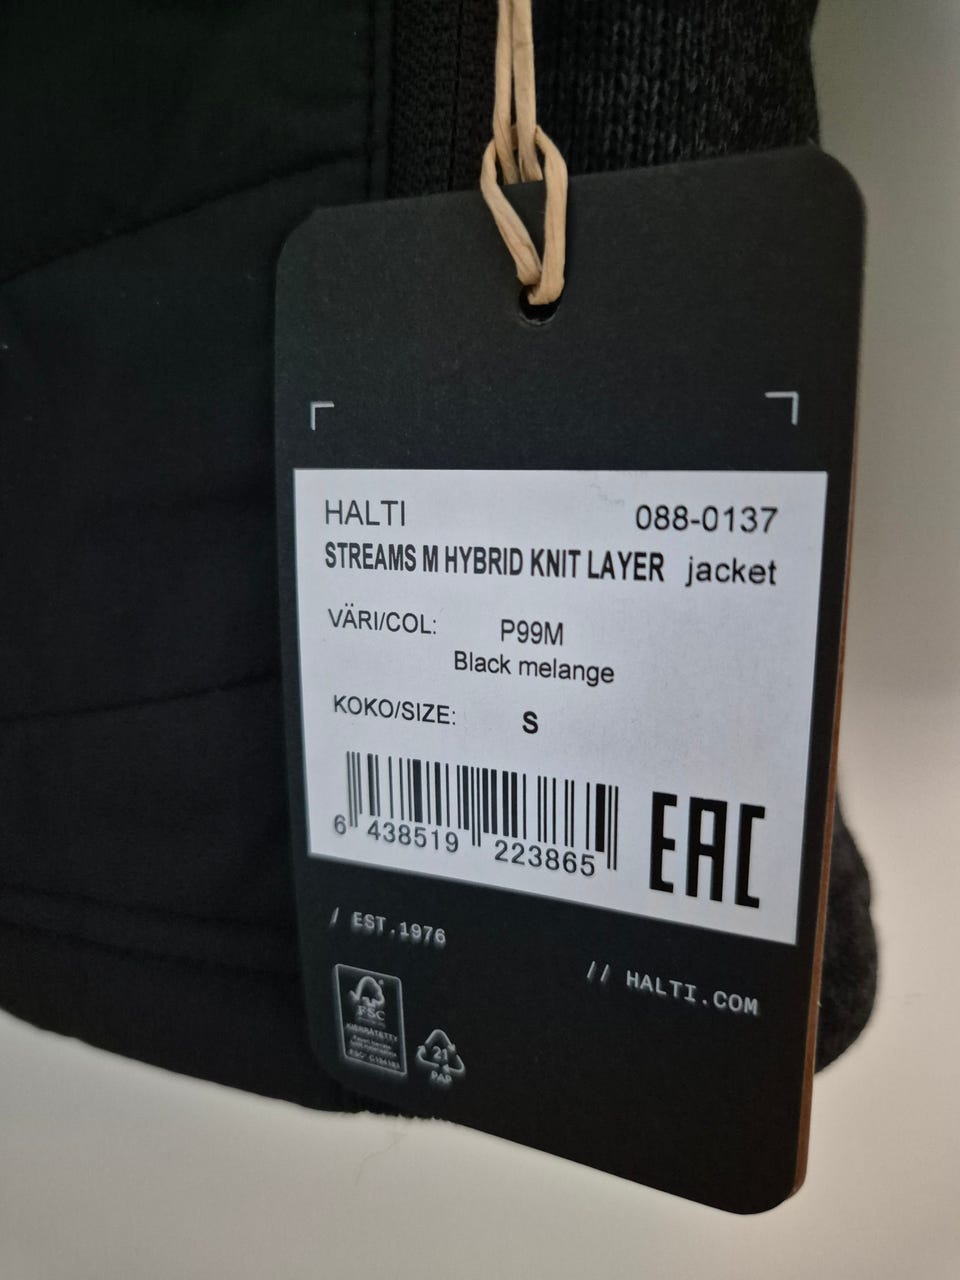 HALTI 088-0137
STREAMS M HYBRID KNIT LAYER jacket
VÄRI/COL: P99M
Black melange
KOKO/SIZE: S
6 438519 223865
EAC
/ EST.1976
// HALTI.COM
FSC
KIERRÄTETTY
21
PAP